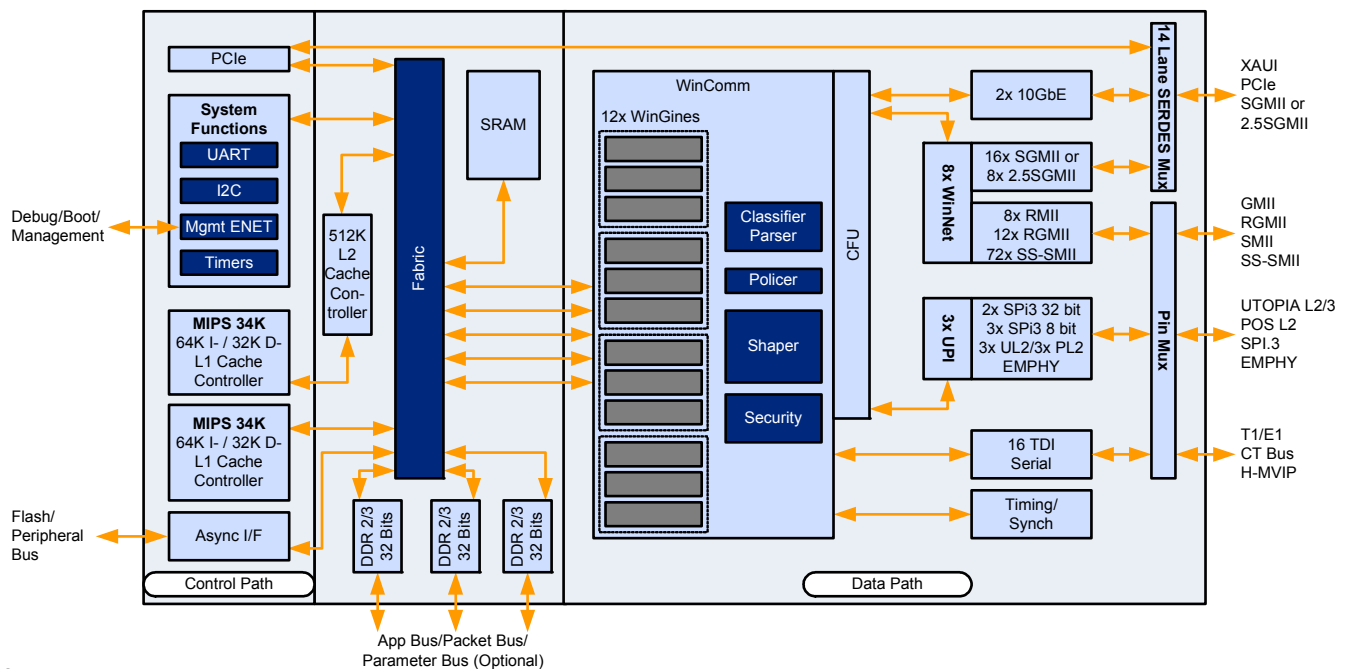 PCIe
System
Functions
UART
I2C
Mgmt ENET
Timers
Debug/Boot/
Management
MIPS 34K
64K I- / 32K D-
L1 Cache
Controller
MIPS 34K
64K I- / 32K D-
L1 Cache
Controller
Async I/F
Flash/
Peripheral
Bus
Control Path
512K
L2
Cache
Con-
troller
Fabric
SRAM
DDR 2/3
32 Bits
DDR 2/3
32 Bits
DDR 2/3
32 Bits
App Bus/Packet Bus/
Parameter Bus (Optional)
WinComm
12x WinGines
Classifier
Parser
Policer
Shaper
Security
CFU
2x 10GbE
8x WinNet
16x SGMII or
8x 2.5SGMII
8x RMII
12x RGMII
72x SS-SMII
3x UPI
2x SPi3 32 bit
3x SPi3 8 bit
3x UL2/3x PL2
EMPHY
16 TDI
Serial
Timing/
Synch
Data Path
14 Lane SERDES Mux
Pin Mux
XAUI
PCIe
SGMII or
2.5SGMII
GMII
RGMII
SMII
SS-SMII
UTOPIA L2/3
POS L2
SPI.3
EMPHY
T1/E1
CT Bus
H-MVIP